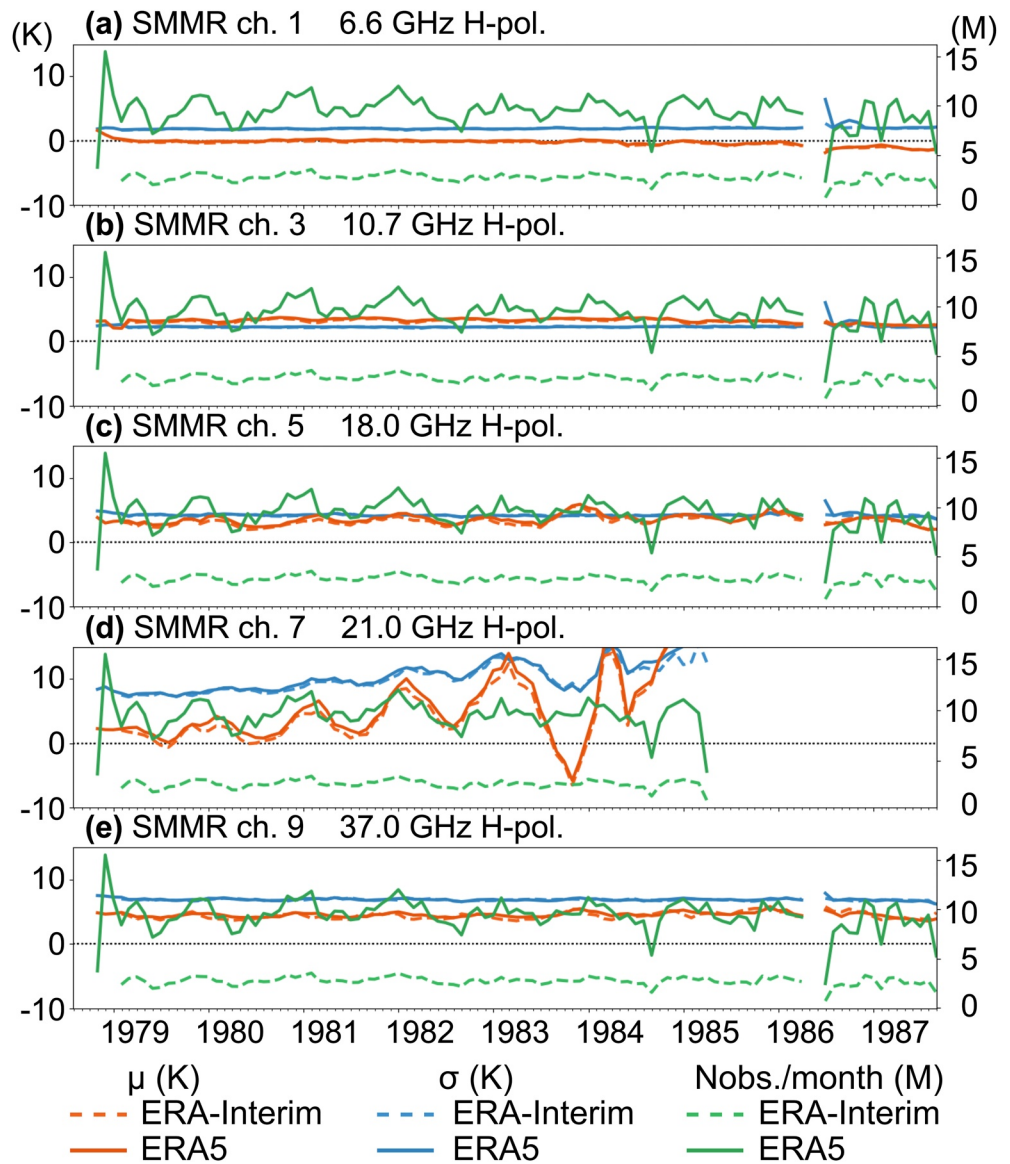 (a) SMMR ch. 1 6.6 GHz H-pol.
(K) (M)
10 15
0 10
-10 5
0
(b) SMMR ch. 3 10.7 GHz H-pol.
10 15
0 10
-10 5
0
(c) SMMR ch. 5 18.0 GHz H-pol.
10 15
0 10
-10 5
0
(d) SMMR ch. 7 21.0 GHz H-pol.
10 15
0 10
-10 5
0
(e) SMMR ch. 9 37.0 GHz H-pol.
10 15
0 10
-10 5
0
1979 1980 1981 1982 1983 1984 1985 1986 1987
μ (K) σ (K) Nobs./month (M)
ERA-Interim ERA-Interim ERA-Interim
ERA5 ERA5 ERA5